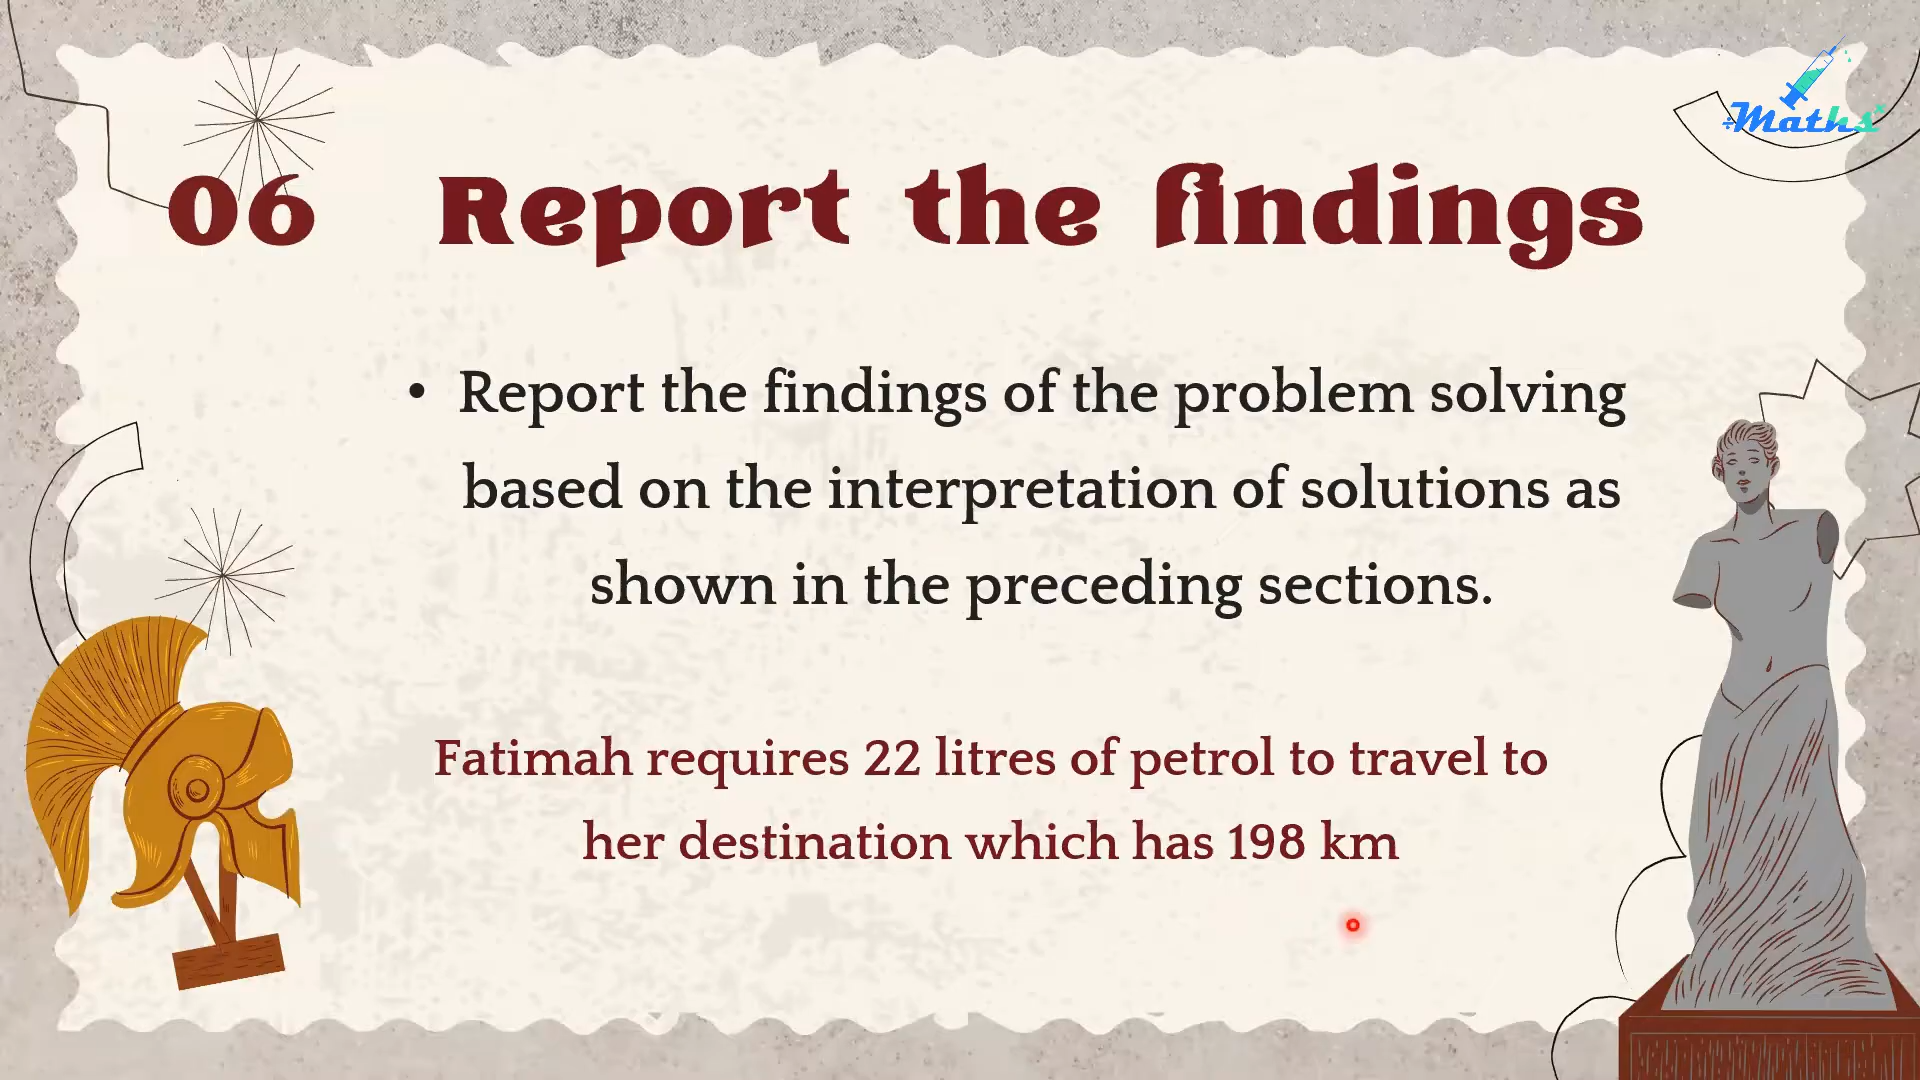 ÷Maths×
06 Report the findings
• Report the findings of the problem solving
based on the interpretation of solutions as
shown in the preceding sections.
Fatimah requires 22 litres of petrol to travel to
her destination which has 198 km